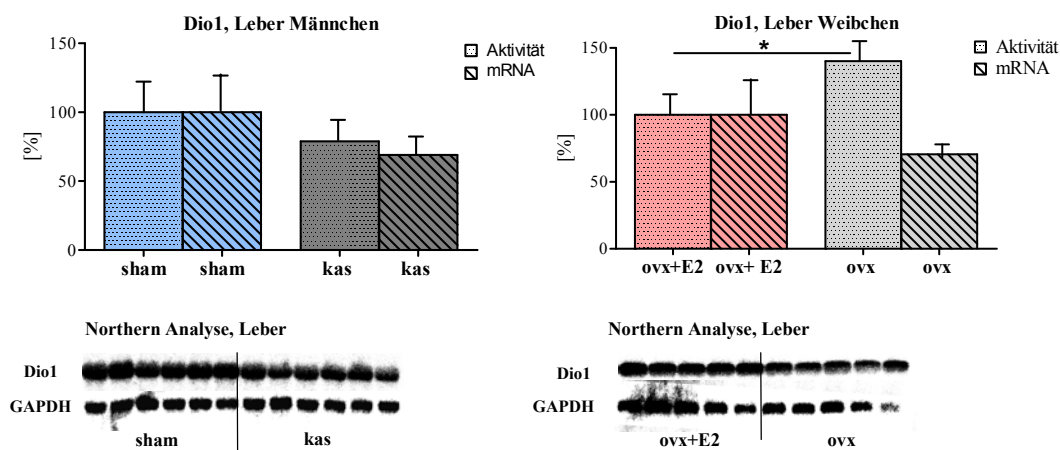 Dio1, Leber Männchen
150
100
50
0
[%]
Aktivität
mRNA
sham sham kas kas
Dio1, Leber Weibchen
150
100
50
0
[%]
*
Aktivität
mRNA
ovx+E2 ovx+ E2 ovx ovx
Northern Analyse, Leber
Dio1
GAPDH
sham kas
Northern Analyse, Leber
Dio1
GAPDH
ovx+E2 ovx